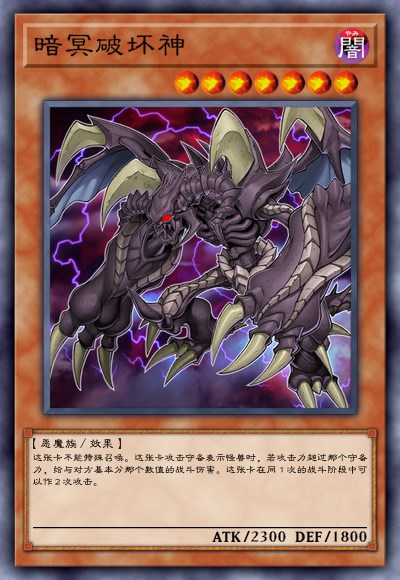 暗冥破坏神
やみ
闇
【恶魔族／效果】
这张卡不能特殊召唤。这张卡攻击守备表示怪兽时，若攻击力超过那个守备
力，给与对方基本分那个数值的战斗伤害。这张卡在同1次的战斗阶段中可
以作2次攻击。
ATK/2300 DEF/1800